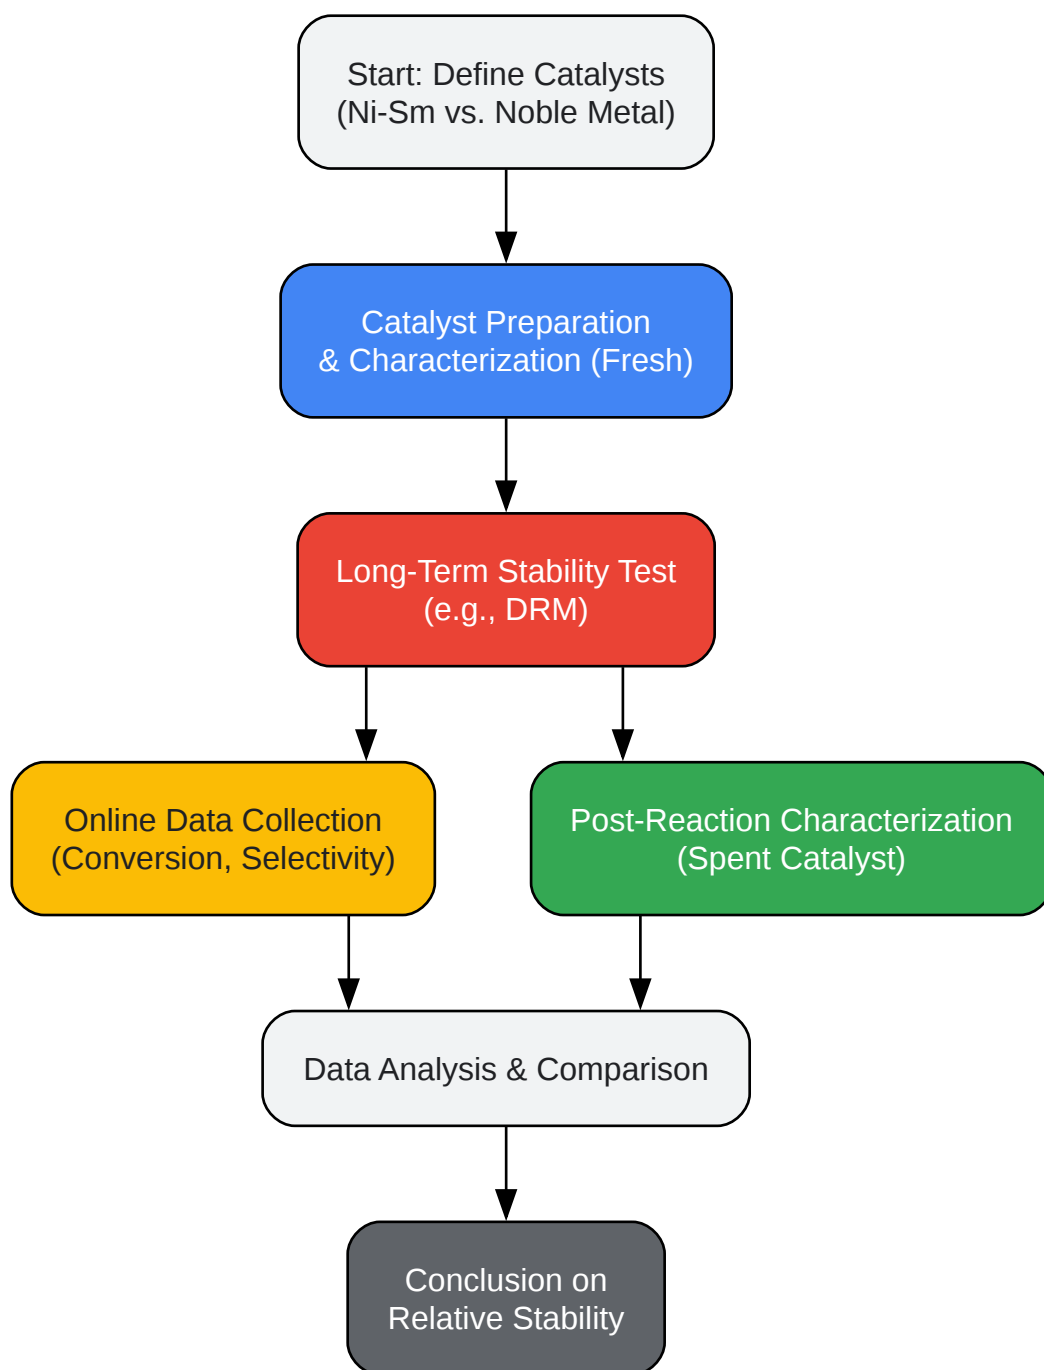 Start: Define Catalysts
(Ni-Sm vs. Noble Metal)
Catalyst Preparation
& Characterization (Fresh)
Long-Term Stability Test
(e.g., DRM)
Online Data Collection
(Conversion, Selectivity)
Post-Reaction Characterization
(Spent Catalyst)
Data Analysis & Comparison
Conclusion on
Relative Stability